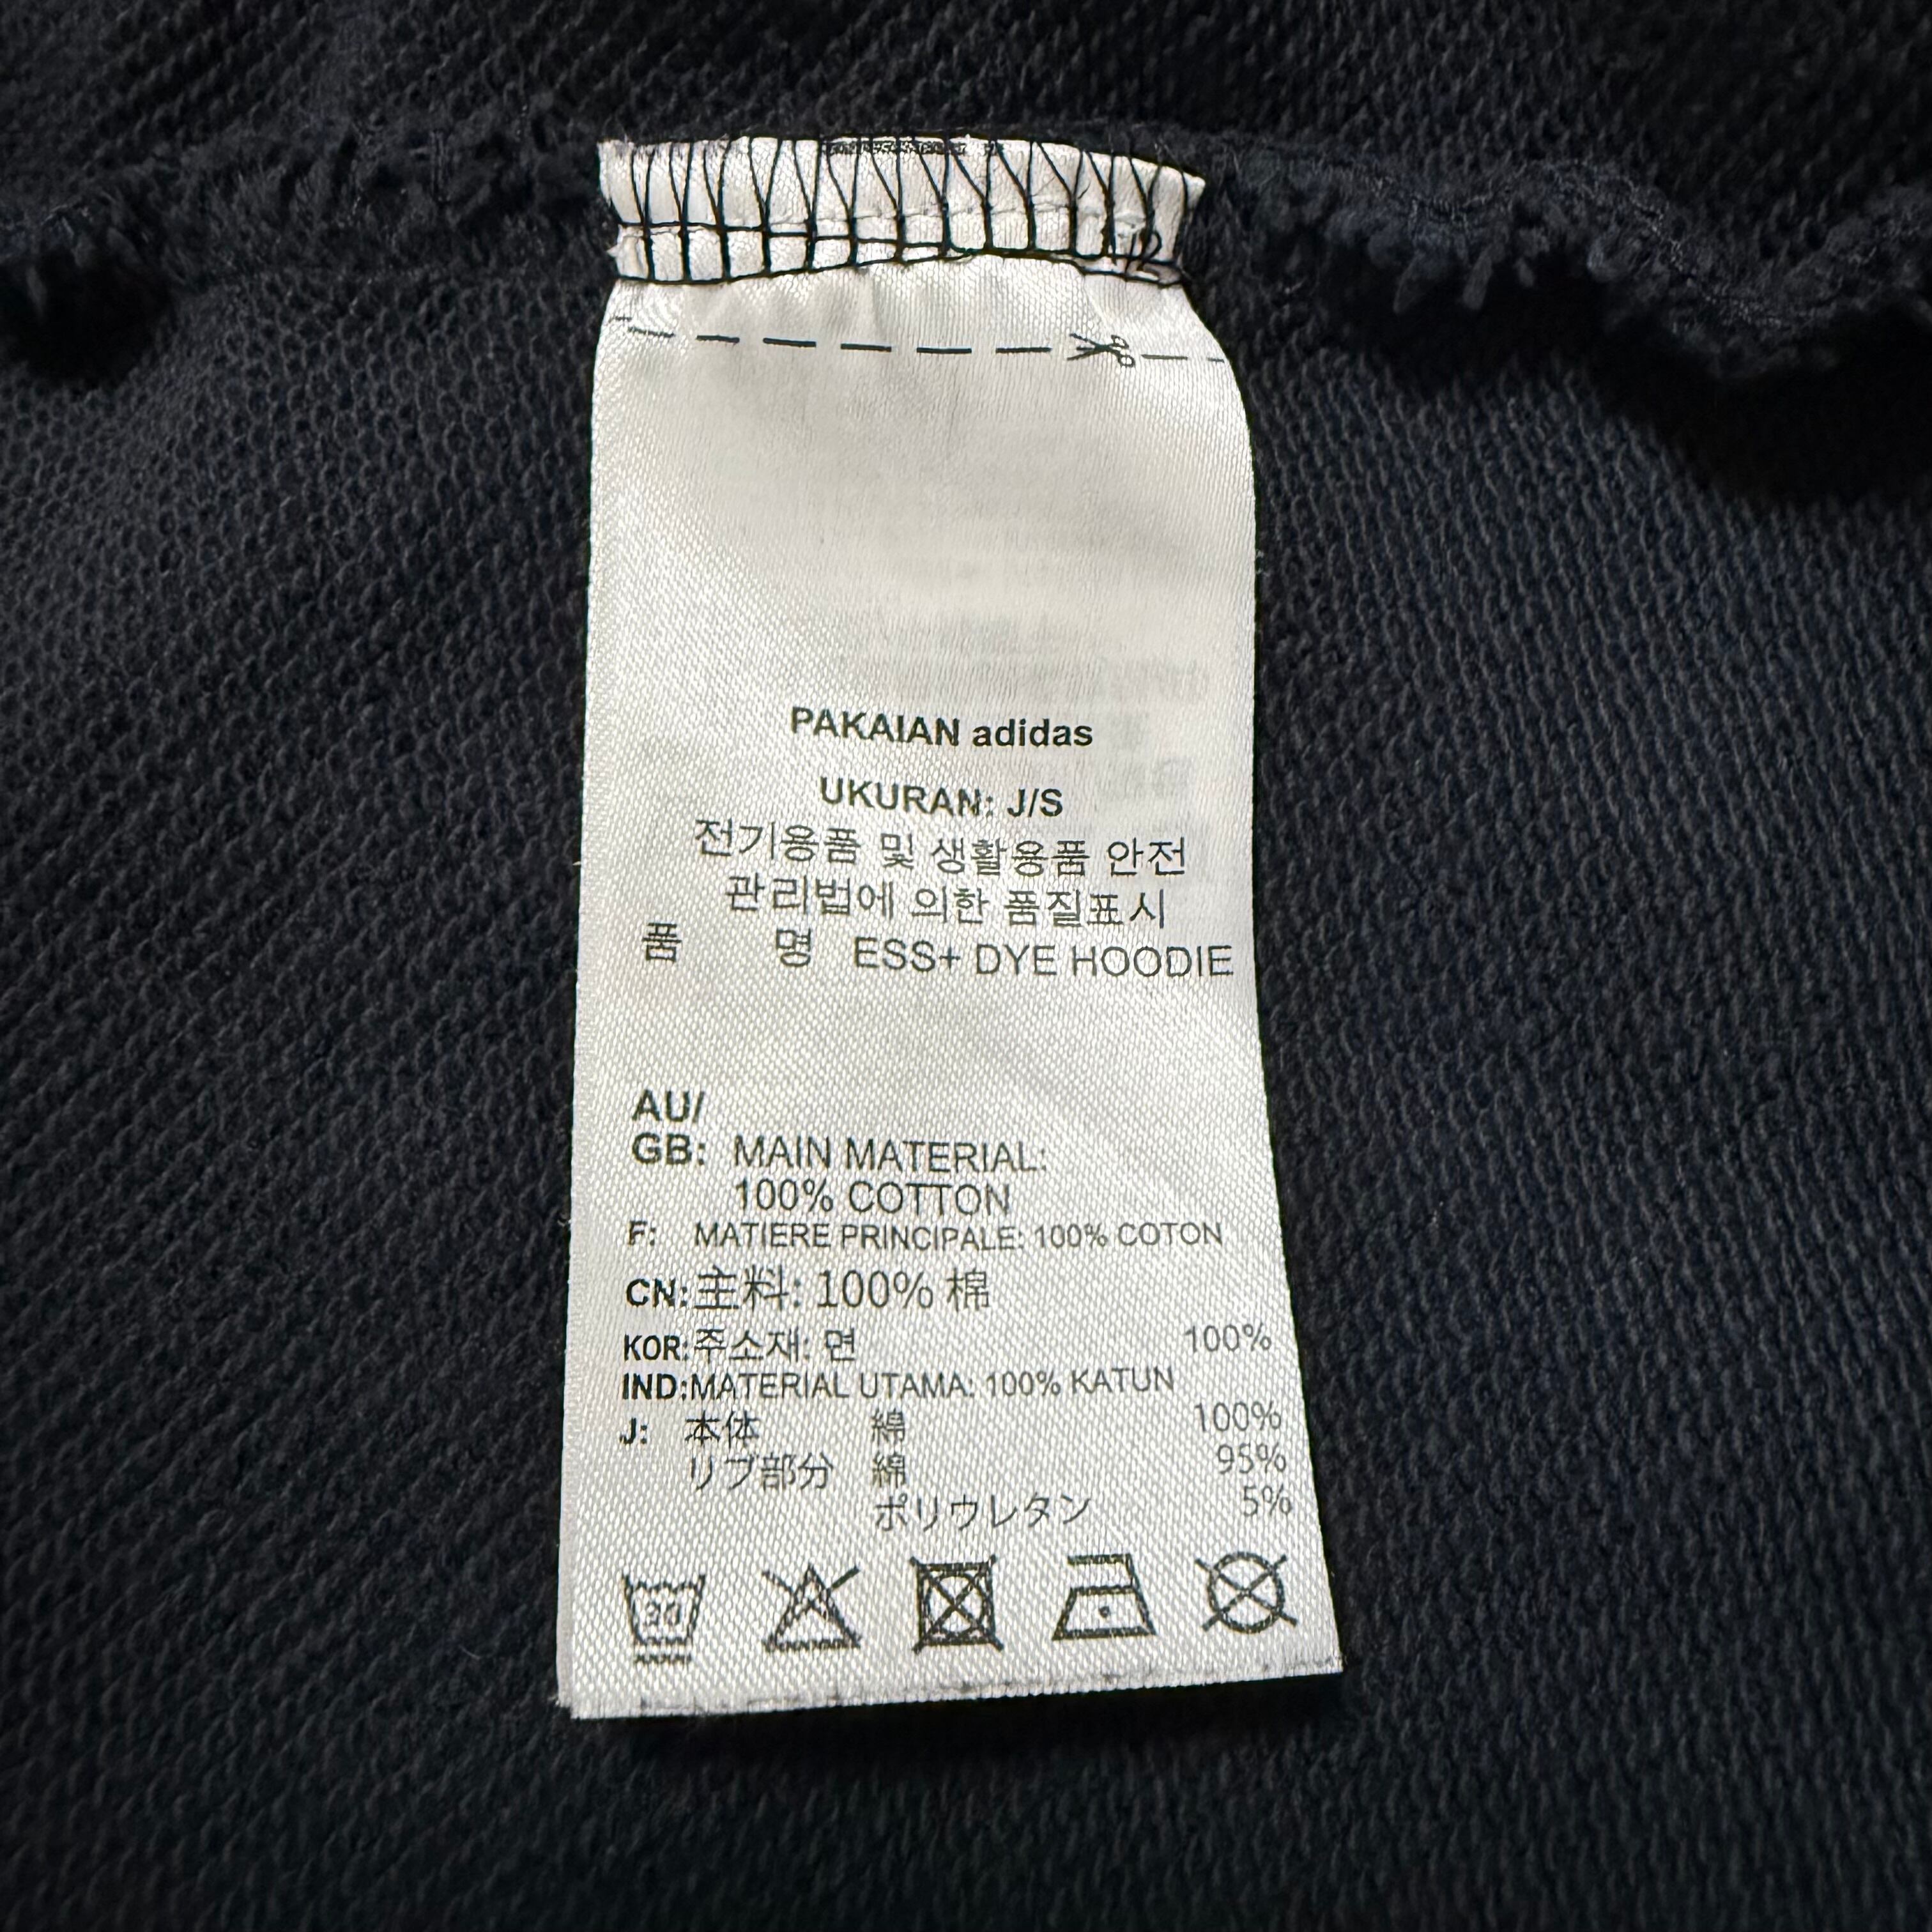 PAKAIAN adidas
UKURAN: J/S
전기용품 및 생활용품 안전
관리법에 의한 품질표시
품 명 ESS+ DYE HOODIE
AU/
GB: MAIN MATERIAL:
100% COTTON
F: MATIERE PRINCIPALE: 100% COTON
CN: 主料: 100% 棉
KOR: 주소재: 면 100%
IND: MATERIAL UTAMA: 100% KATUN
J: 本体 綿 100%
リブ部分 綿 95%
ポリウレタン 5%
30